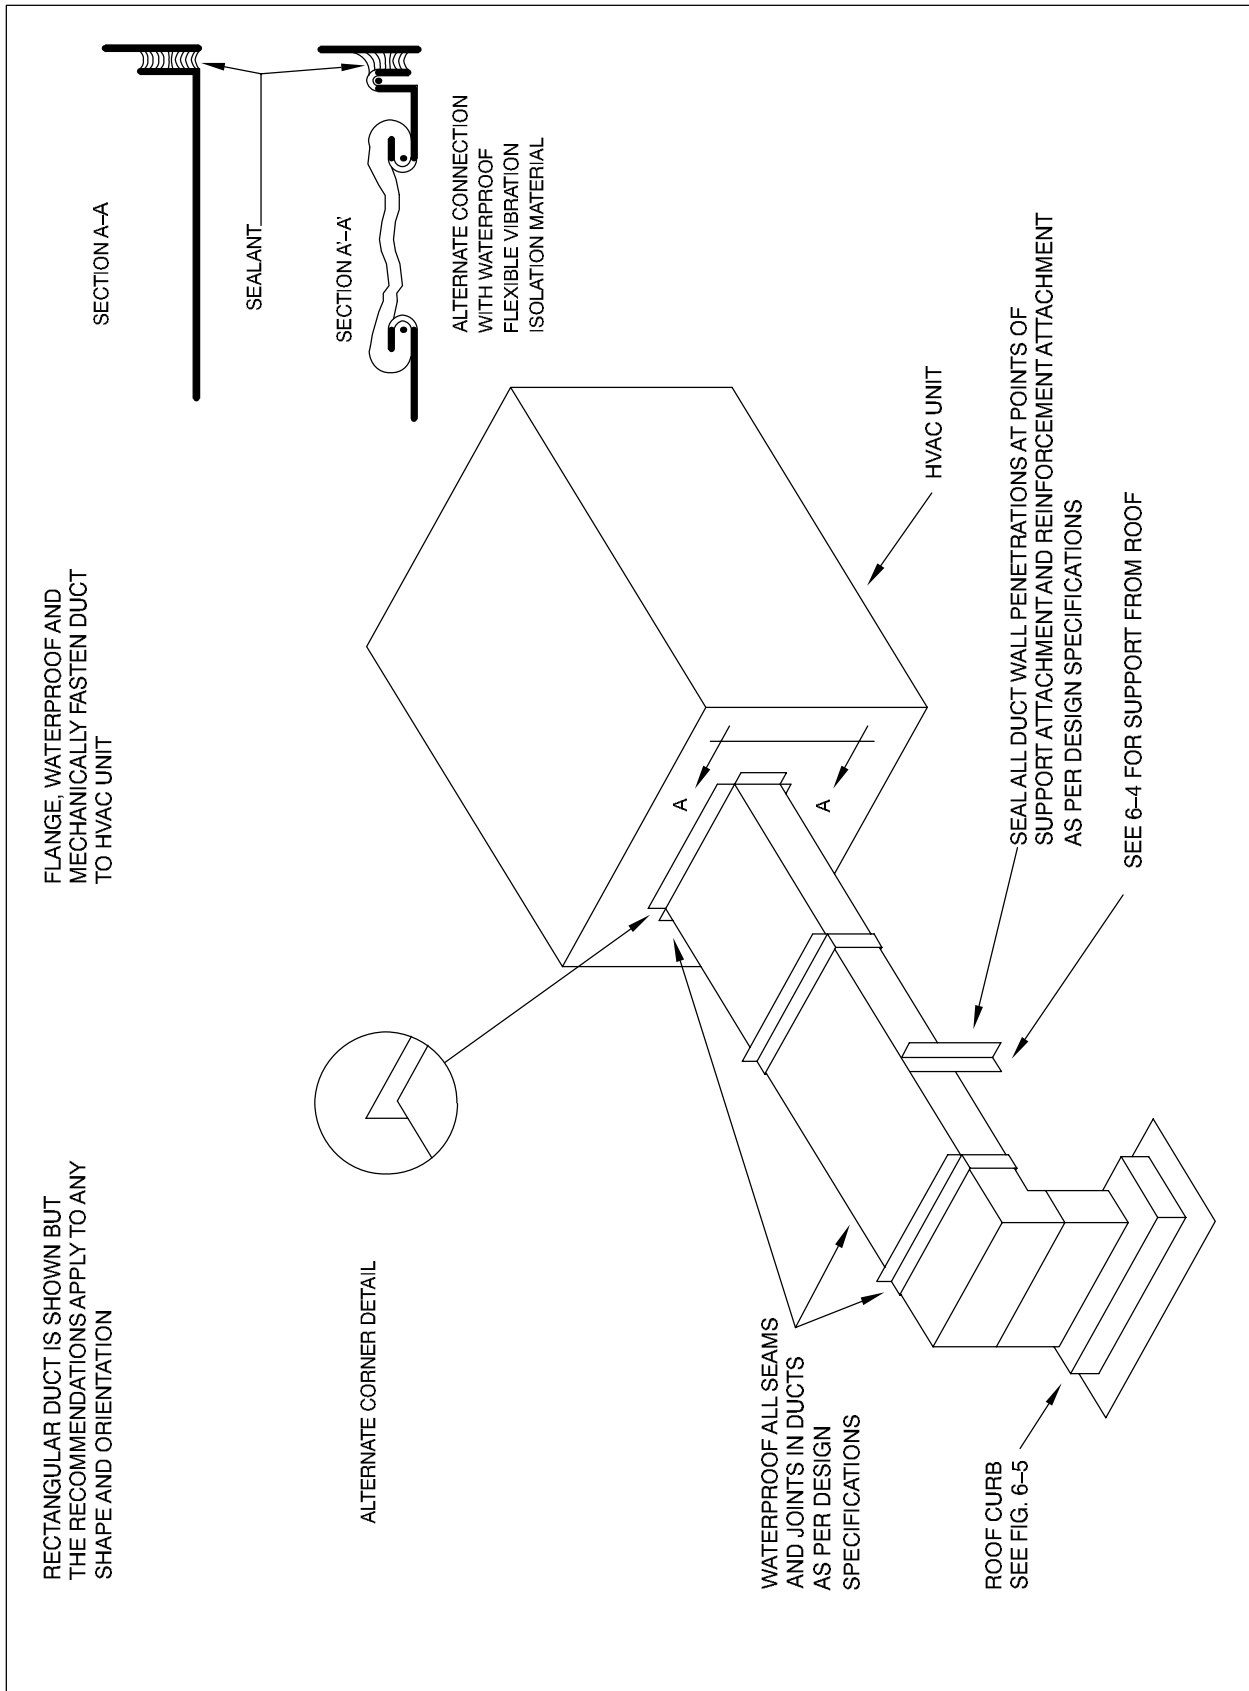 RECTANGULAR DUCT IS SHOWN BUT
THE RECOMMENDATIONS APPLY TO ANY
SHAPE AND ORIENTATION
FLANGE, WATERPROOF AND
MECHANICALLY FASTEN DUCT
TO HVAC UNIT
SECTION A–A
SEALANT
SECTION A'–A'
ALTERNATE CONNECTION
WITH WATERPROOF
FLEXIBLE VIBRATION
ISOLATION MATERIAL
ALTERNATE CORNER DETAIL
A
A
HVAC UNIT
WATERPROOF ALL SEAMS
AND JOINTS IN DUCTS
AS PER DESIGN
SPECIFICATIONS
SEAL ALL DUCT WALL PENETRATIONS AT POINTS OF
SUPPORT ATTACHMENT AND REINFORCEMENT ATTACHMENT
AS PER DESIGN SPECIFICATIONS
SEE 6–4 FOR SUPPORT FROM ROOF
ROOF CURB
SEE FIG. 6–5